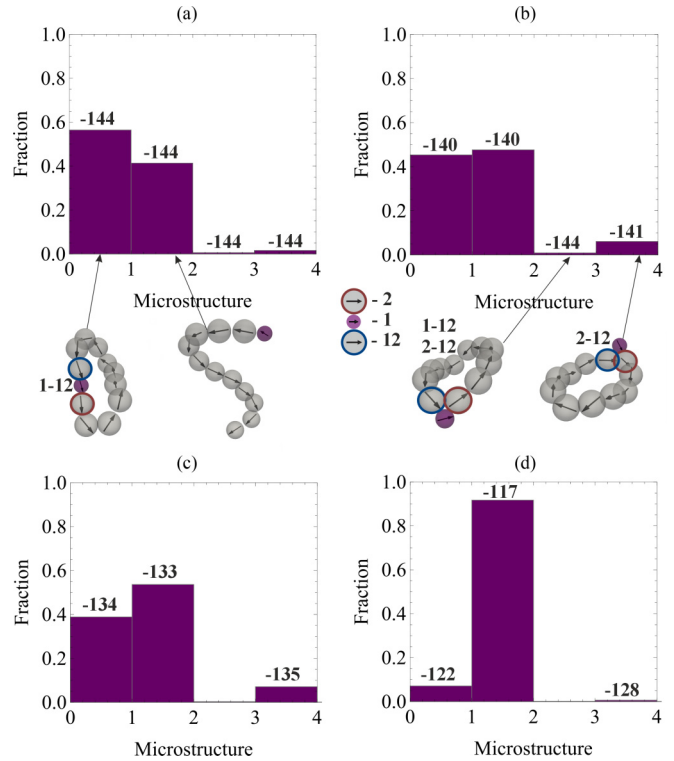 (a)
1.0
0.8
0.6
0.4
0.2
0.0
Fraction
-144
-144
-144
-144
0 1 2 3 4
Microstructure
(b)
1.0
0.8
0.6
0.4
0.2
0.0
Fraction
-140
-140
-144
-141
0 1 2 3 4
Microstructure
1-12
- 2
- 1
- 12
1-12
2-12
2-12
(c)
1.0
0.8
0.6
0.4
0.2
0.0
Fraction
-134
-133
-135
0 1 2 3 4
Microstructure
(d)
1.0
0.8
0.6
0.4
0.2
0.0
Fraction
-122
-117
-128
0 1 2 3 4
Microstructure